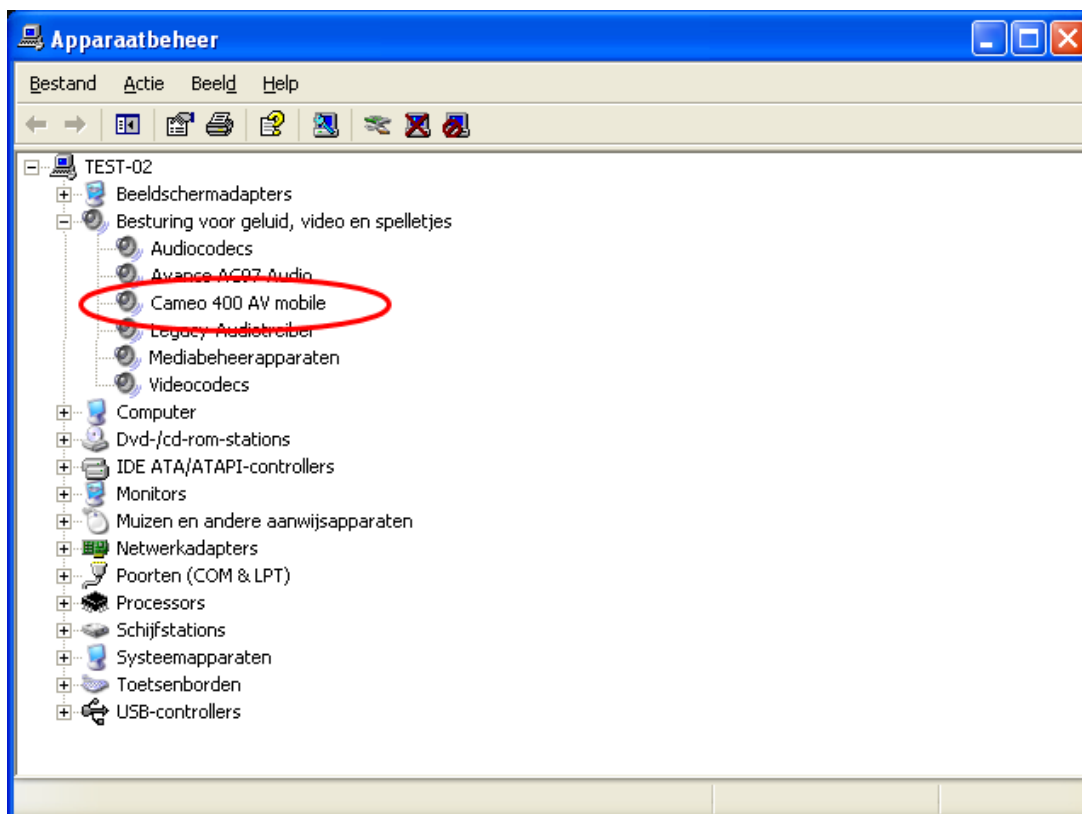 Apparaatbeheer
Bestand Actie Beeld Help
TEST-02
Beeldschermadapters
Besturing voor geluid, video en spelletjes
Audiocodecs
Avance AC97 Audio
Cameo 400 AV mobile
Legacy-Audiotreiber
Mediabeheerapparaten
Videocodecs
Computer
Dvd-/cd-rom-stations
IDE ATA/ATAPI-controllers
Monitors
Muizen en andere aanwijsapparaten
Netwerkadapters
Poorten (COM & LPT)
Processors
Schijfstations
Systeemapparaten
Toetsenborden
USB-controllers